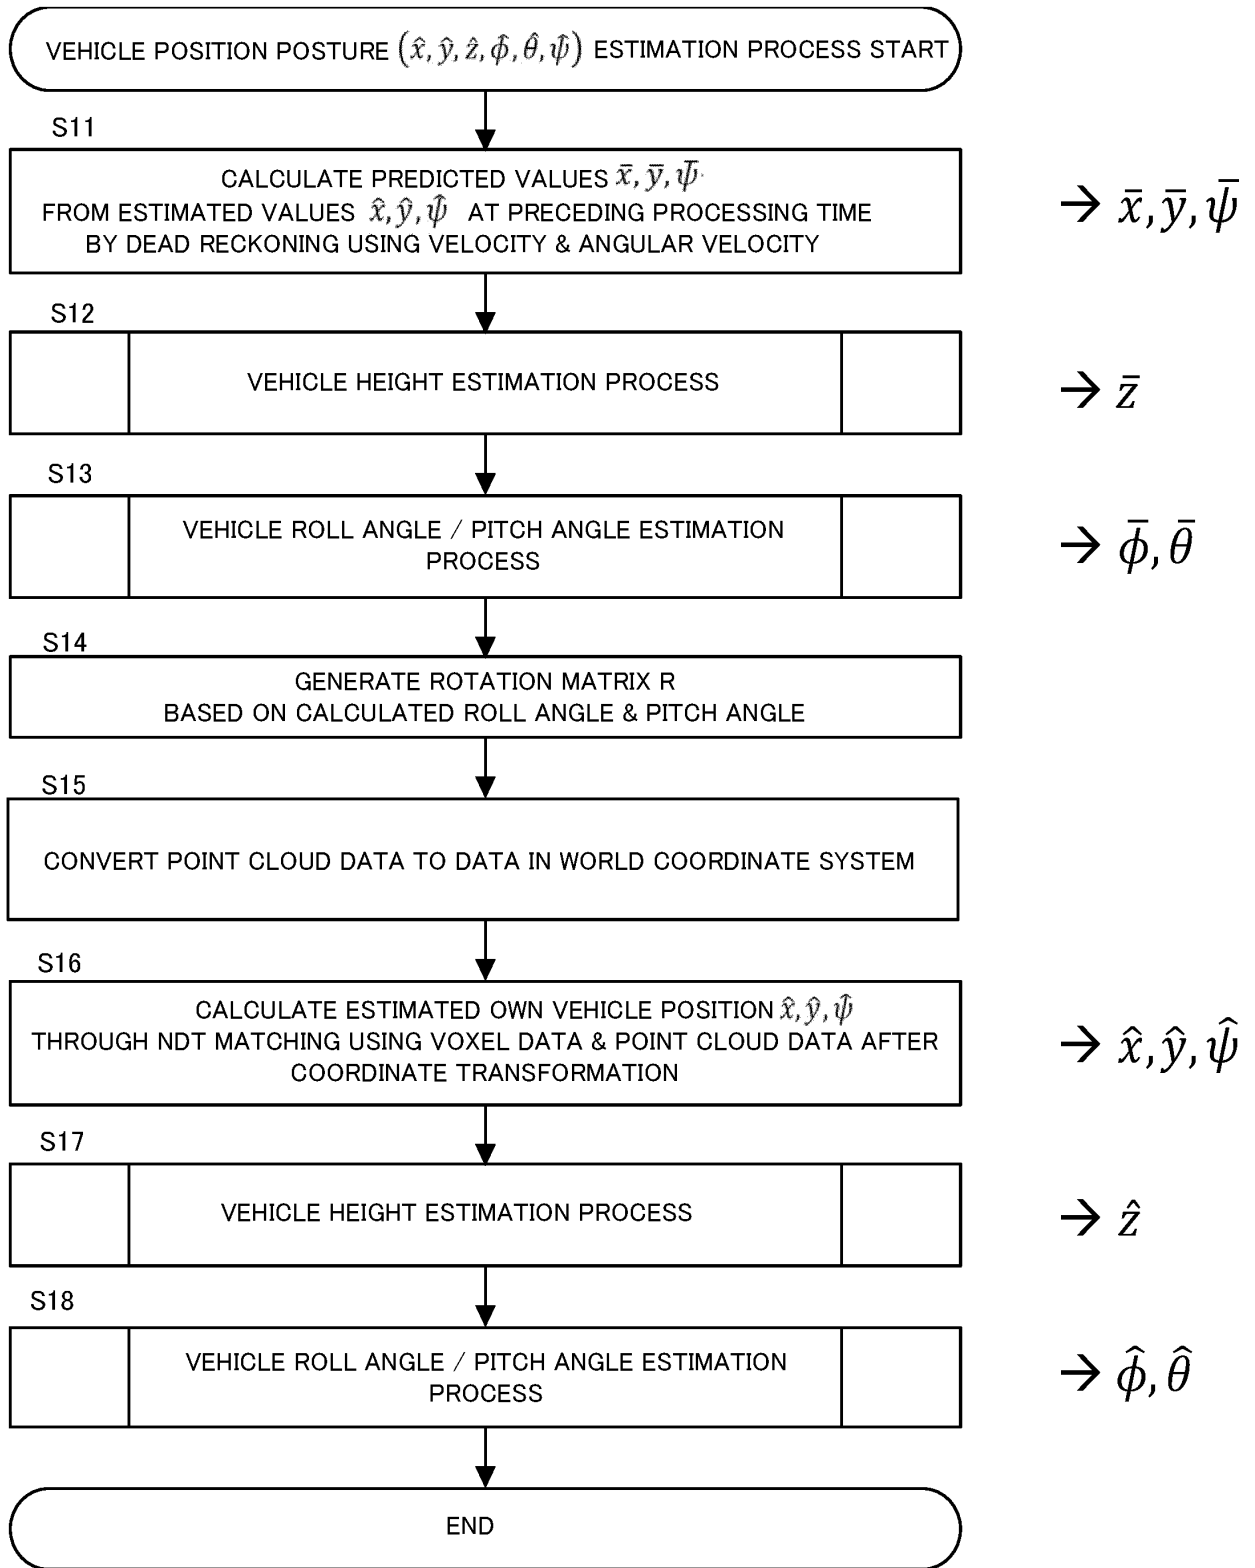 VEHICLE POSITION POSTURE (x̂, ŷ, ẑ, φ̂, θ̂, ψ̂) ESTIMATION PROCESS START
S11
CALCULATE PREDICTED VALUES x̄, ȳ, ψ̄
FROM ESTIMATED VALUES x̂, ŷ, ψ̂ AT PRECEDING PROCESSING TIME
BY DEAD RECKONING USING VELOCITY & ANGULAR VELOCITY
→ x̄, ȳ, ψ̄
S12
VEHICLE HEIGHT ESTIMATION PROCESS
→ z̄
S13
VEHICLE ROLL ANGLE / PITCH ANGLE ESTIMATION
PROCESS
→ ϕ̄, θ̄
S14
GENERATE ROTATION MATRIX R
BASED ON CALCULATED ROLL ANGLE & PITCH ANGLE
S15
CONVERT POINT CLOUD DATA TO DATA IN WORLD COORDINATE SYSTEM
S16
CALCULATE ESTIMATED OWN VEHICLE POSITION x̂, ŷ, ψ̂
THROUGH NDT MATCHING USING VOXEL DATA & POINT CLOUD DATA AFTER
COORDINATE TRANSFORMATION
→ x̂, ŷ, ψ̂
S17
VEHICLE HEIGHT ESTIMATION PROCESS
→ ẑ
S18
VEHICLE ROLL ANGLE / PITCH ANGLE ESTIMATION
PROCESS
→ ϕ̂, θ̂
END